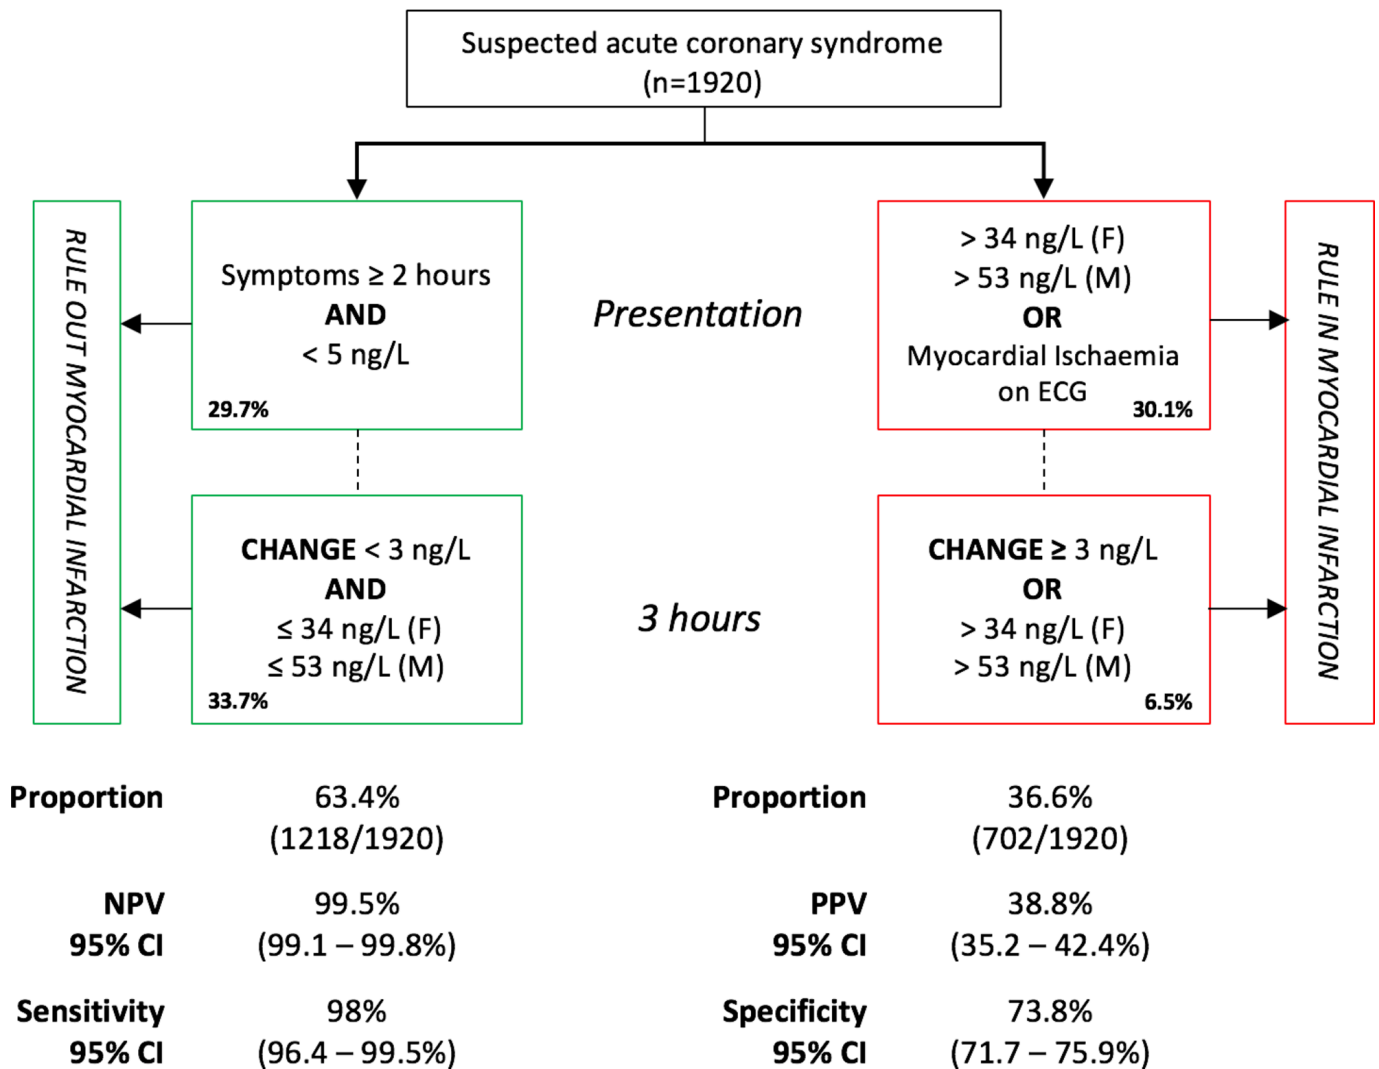 Suspected acute coronary syndrome
(n=1920)
RULE OUT MYOCARDIAL INFARCTION
Symptoms ≥ 2 hours
AND
< 5 ng/L
29.7%
Presentation
> 34 ng/L (F)
> 53 ng/L (M)
OR
Myocardial Ischaemia
on ECG
30.1%
RULE IN MYOCARDIAL INFARCTION
CHANGE < 3 ng/L
AND
≤ 34 ng/L (F)
≤ 53 ng/L (M)
33.7%
3 hours
CHANGE ≥ 3 ng/L
OR
> 34 ng/L (F)
> 53 ng/L (M)
6.5%
Proportion 63.4% Proportion 36.6%
(1218/1920) (702/1920)
NPV 99.5% PPV 38.8%
95% CI (99.1 – 99.8%) 95% CI (35.2 – 42.4%)
Sensitivity 98% Specificity 73.8%
95% CI (96.4 – 99.5%) 95% CI (71.7 – 75.9%)